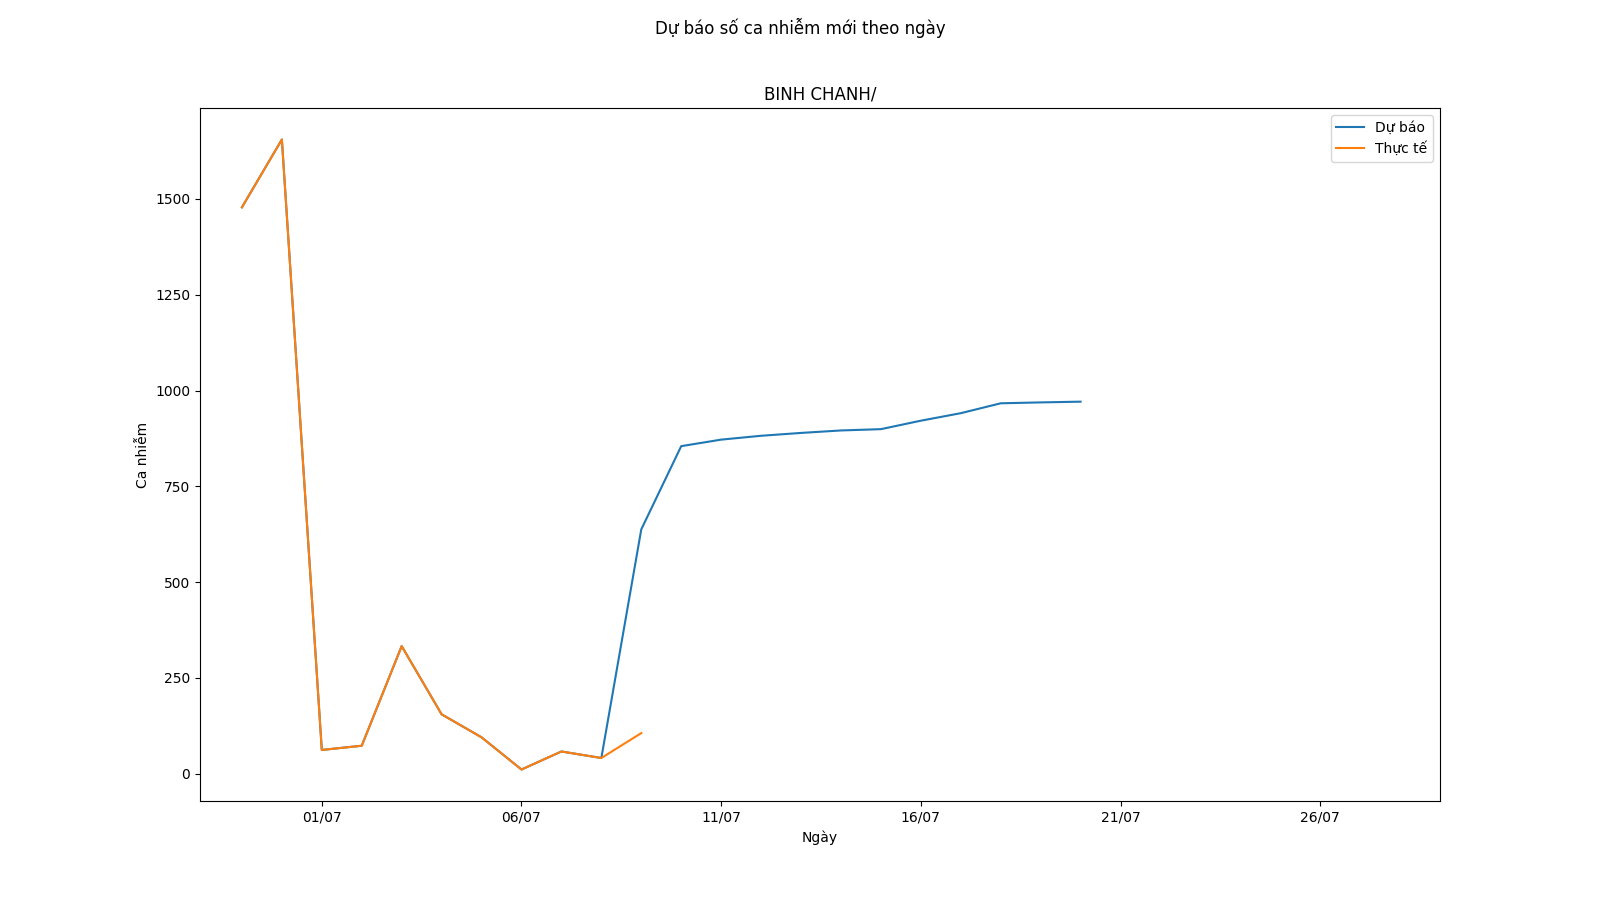 Dự báo số ca nhiễm mới theo ngày
BINH CHANH/
Dự báo
Thực tế
1500
1250
1000
750
500
250
0
Ca nhiễm
01/07
06/07
11/07
16/07
21/07
26/07
Ngày